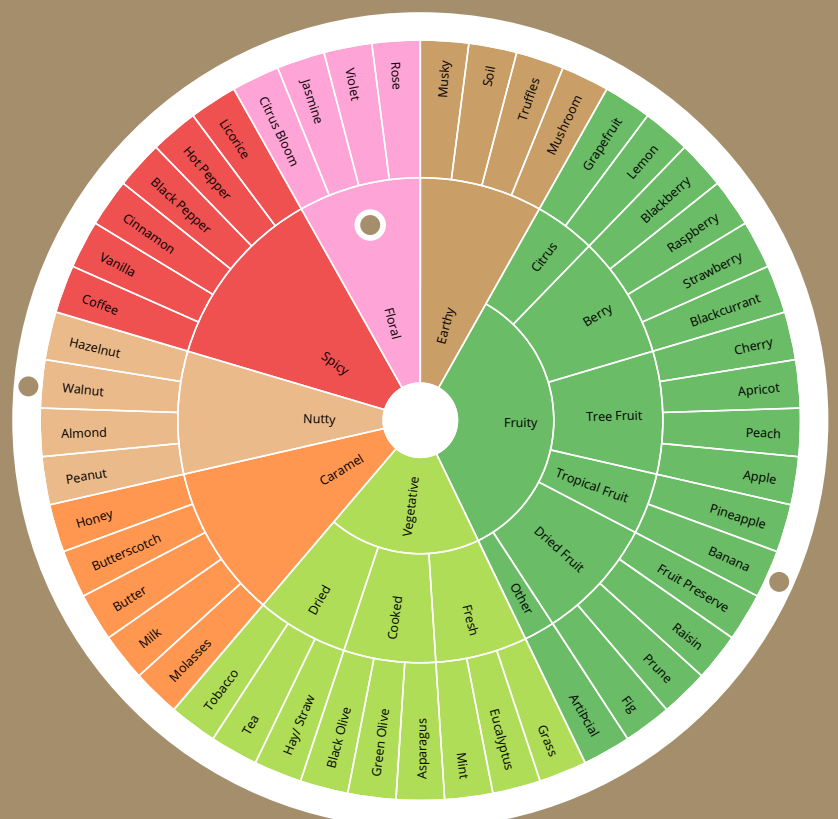 Earthy
Musky
Soil
Truffles
Mushroom
Fruity
Citrus
Grapefruit
Lemon
Berry
Blackberry
Raspberry
Strawberry
Blackcurrant
Tree Fruit
Cherry
Apricot
Peach
Apple
Tropical Fruit
Pineapple
Banana
Dried Fruit
Fruit Preserve
Raisin
Prune
Fig
Other
ArtiÞcial
Vegetative
Fresh
Grass
Eucalyptus
Mint
Cooked
Asparagus
Green Olive
Black Olive
Dried
Hay/ Straw
Tea
Tobacco
Caramel
Molasses
Milk
Butter
Butterscotch
Honey
Nutty
Peanut
Almond
Walnut
Hazelnut
Spicy
Coffee
Vanilla
Cinnamon
Black Pepper
Hot Pepper
Licorice
Floral
Citrus Bloom
Jasmine
Violet
Rose